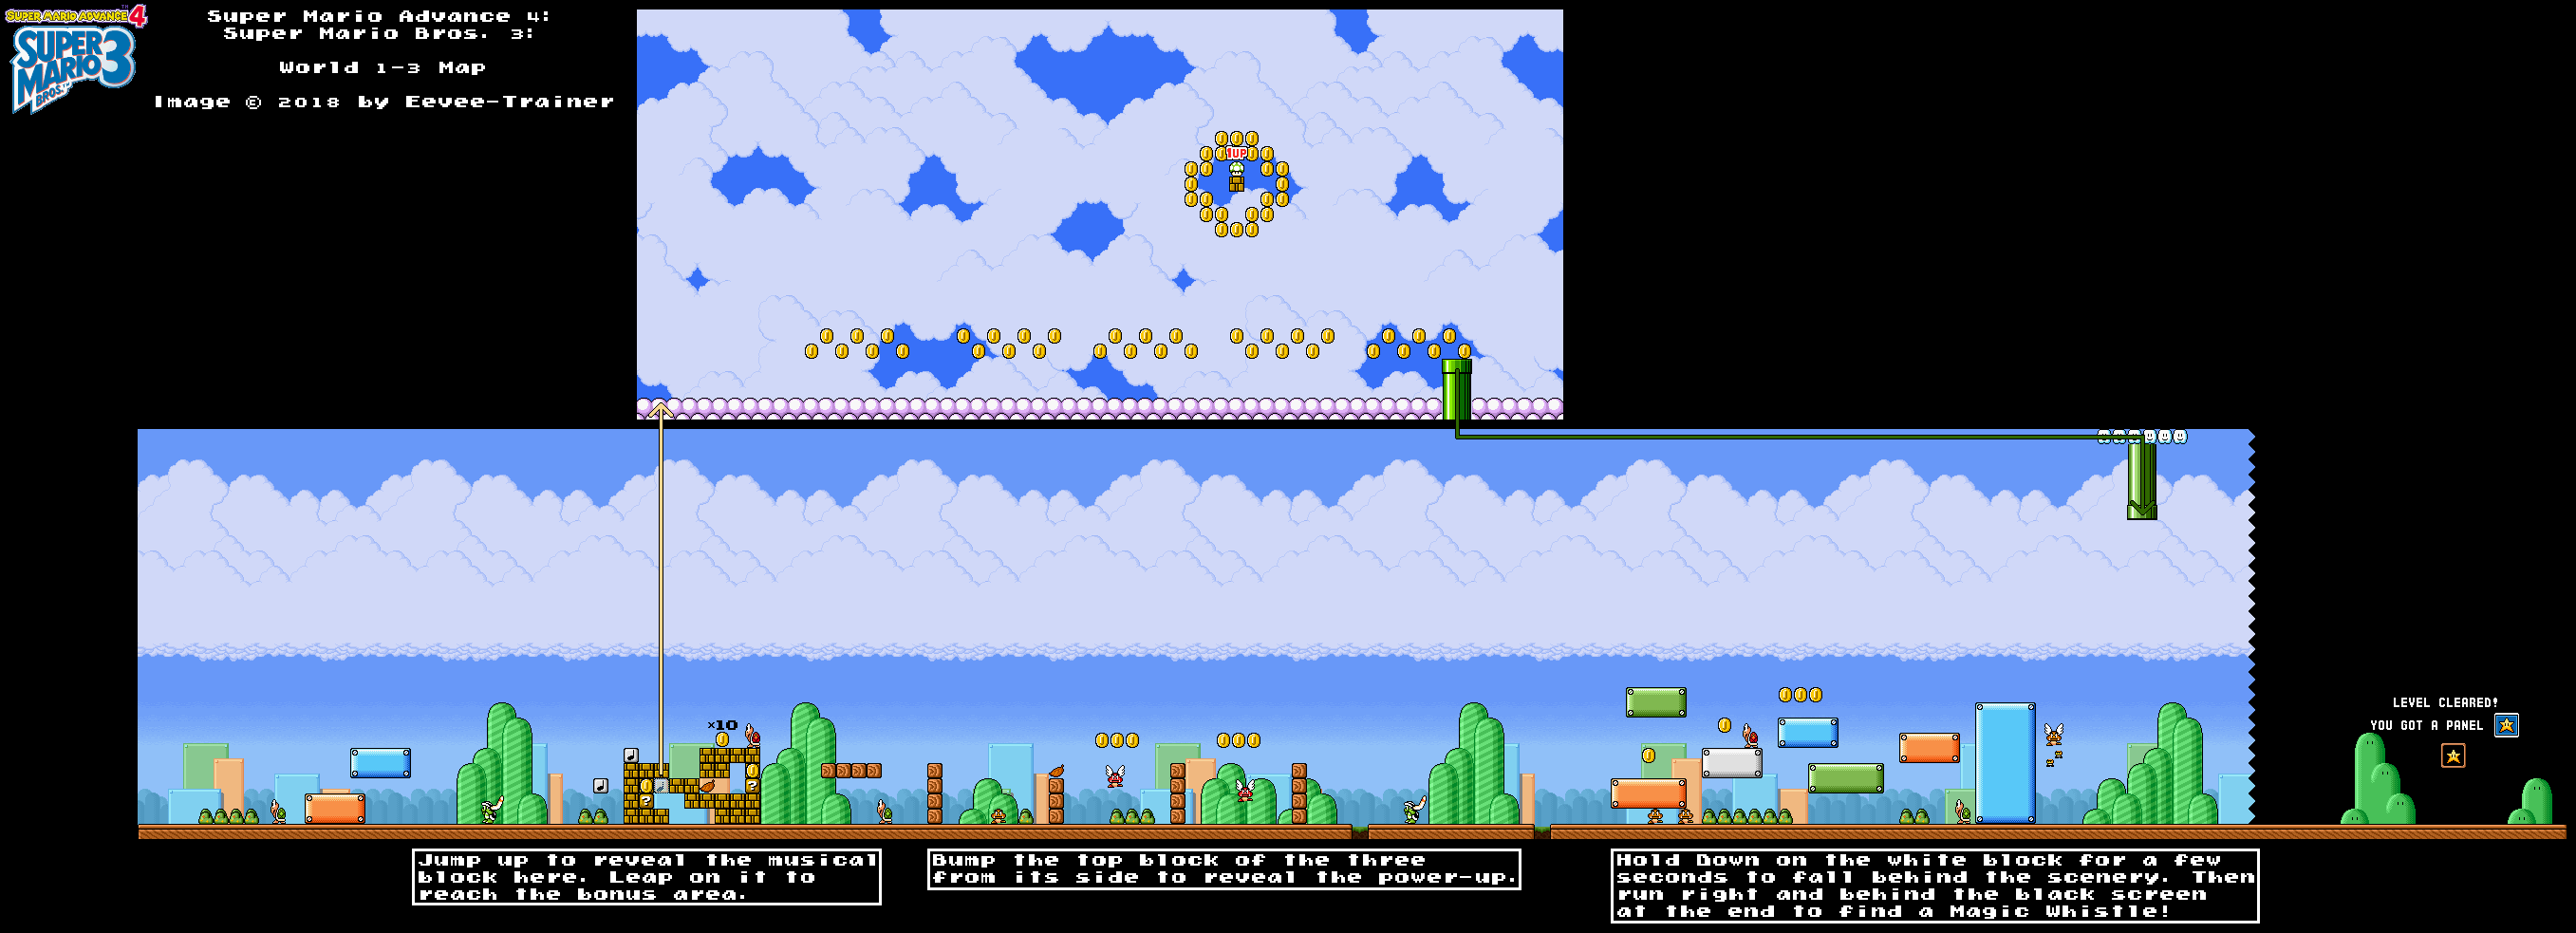 SUPER MARIO ADVANCE 4
SUPER
MARIO
BROS. 3
Super Mario Advance 4:
Super Mario Bros. 3:
World 1-3 Map
Image © 2018 by Eevee-Trainer
1UP
×10
LEVEL CLEARED!
YOU GOT A PANEL
Jump up to reveal the musical
block here. Leap on it to
reach the bonus area.
Bump the top block of the three
from its side to reveal the power-up.
Hold Down on the white block for a few
seconds to fall behind the scenery. Then
run right and behind the black screen
at the end to find a Magic Whistle!